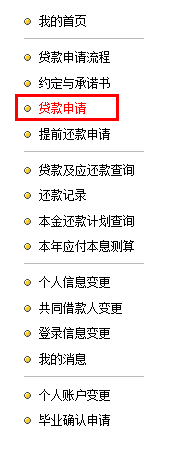 我的首页
贷款申请流程
约定与承诺书
贷款申请
提前还款申请
贷款及应还款查询
还款记录
本金还款计划查询
本年应付本息测算
个人信息变更
共同借款人变更
登录信息变更
我的消息
个人账户变更
毕业确认申请